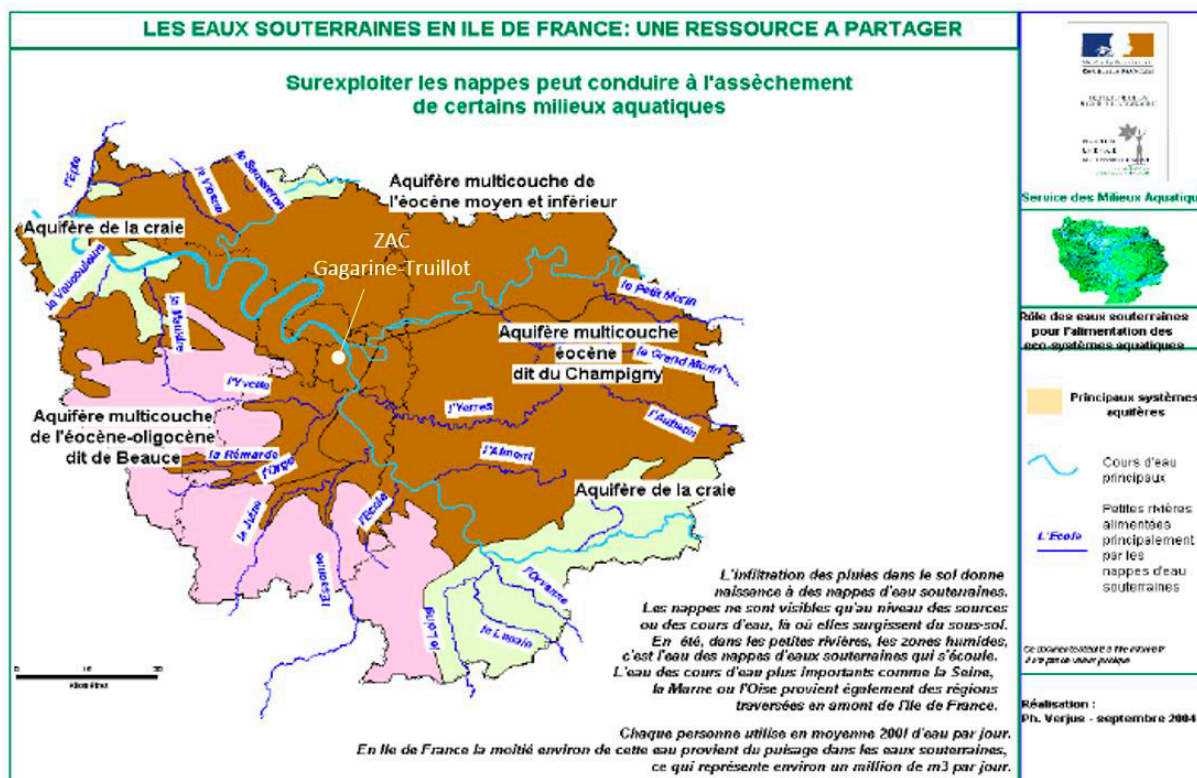 LES EAUX SOUTERRAINES EN ILE DE FRANCE: UNE RESSOURCE A PARTAGER
Surexploiter les nappes peut conduire à l'assèchement
de certains milieux aquatiques
l'Epte
la Viosne
le Sausseron
Aquifère multicouche de
l'éocène moyen et inférieur
Aquifère de la craie
ZAC
Gagarine-Truillot
la Vaucouleurs
la Mauldre
le Petit Morin
Aquifère multicouche
éocène
dit du Champigny
le Grand Morin
l'Yvette
l'Yerres
l'Aubetin
Aquifère multicouche
de l'éocène-oligocène
dit de Beauce
la Rémarde
l'Orge
l'Almont
la Juine
l'Ecole
Aquifère de la craie
l'Essonne
le Loing
l'Orvanne
le Lunain
L'infiltration des pluies dans le sol donne
naissance à des nappes d'eau souterraines.
Les nappes ne sont visibles qu'au niveau des sources
ou des cours d'eau, là où elles surgissent du sous-sol.
En été, dans les petites rivières, les zones humides,
c'est l'eau des nappes d'eaux souterraines qui s'écoule.
L'eau des cours d'eau plus importants comme la Seine,
la Marne ou l'Oise provient également des régions
traversées en amont de l'Ile de France.
Chaque personne utilise en moyenne 200l d'eau par jour.
En Ile de France la moitié environ de cette eau provient du puisage dans les eaux souterraines,
ce qui représente environ un million de m3 par jour.
0
Kilomètres
Service des Milieux Aquatiqu
Rôle des eaux souterraines
pour l'alimentation des
eco-systèmes aquatiques
Principaux systèmes
aquifères
Cours d'eau
principaux
L'Ecole
Petites rivières
alimentées
principalement
par les
nappes d'eau
souterraines
Réalisation :
Ph. Verjus - septembre 2004